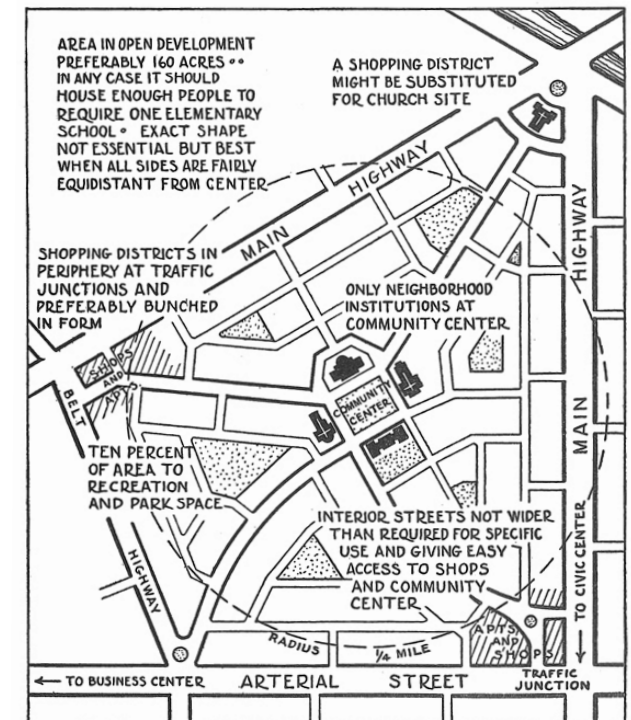 AREA IN OPEN DEVELOPMENT
PREFERABLY 160 ACRES ••
IN ANY CASE IT SHOULD
HOUSE ENOUGH PEOPLE TO
REQUIRE ONE ELEMENTARY
SCHOOL • EXACT SHAPE
NOT ESSENTIAL BUT BEST
WHEN ALL SIDES ARE FAIRLY
EQUIDISTANT FROM CENTER
A SHOPPING DISTRICT
MIGHT BE SUBSTITUTED
FOR CHURCH SITE
MAIN HIGHWAY
HIGHWAY
MAIN
SHOPPING DISTRICTS IN
PERIPHERY AT TRAFFIC
JUNCTIONS AND
PREFERABLY BUNCHED
IN FORM
ONLY NEIGHBORHOOD
INSTITUTIONS AT
COMMUNITY CENTER
SHOPS
AND
APTS
BELT
HIGHWAY
COMMUNITY
CENTER
TEN PERCENT
OF AREA TO
RECREATION
AND PARK SPACE
INTERIOR STREETS NOT WIDER
THAN REQUIRED FOR SPECIFIC
USE AND GIVING EASY
ACCESS TO SHOPS
AND COMMUNITY
CENTER
→ TO CIVIC CENTER
APTS
AND
SHOPS
RADIUS 1/4 MILE
TRAFFIC
JUNCTION
← TO BUSINESS CENTER
ARTERIAL STREET